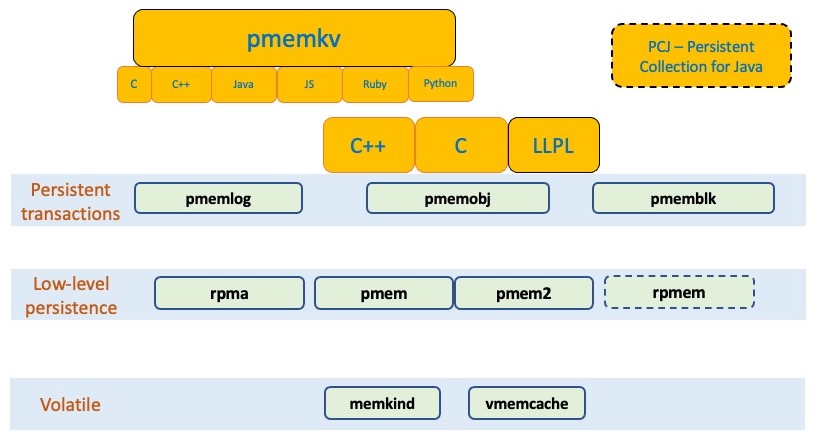 pmemkv
PCJ – Persistent
Collection for Java
C
C++
Java
JS
Ruby
Python
C++
C
LLPL
Persistent
transactions
pmemlog
pmemobj
pmemblk
Low-level
persistence
rpma
pmem
pmem2
rpmem
Volatile
memkind
vmemcache